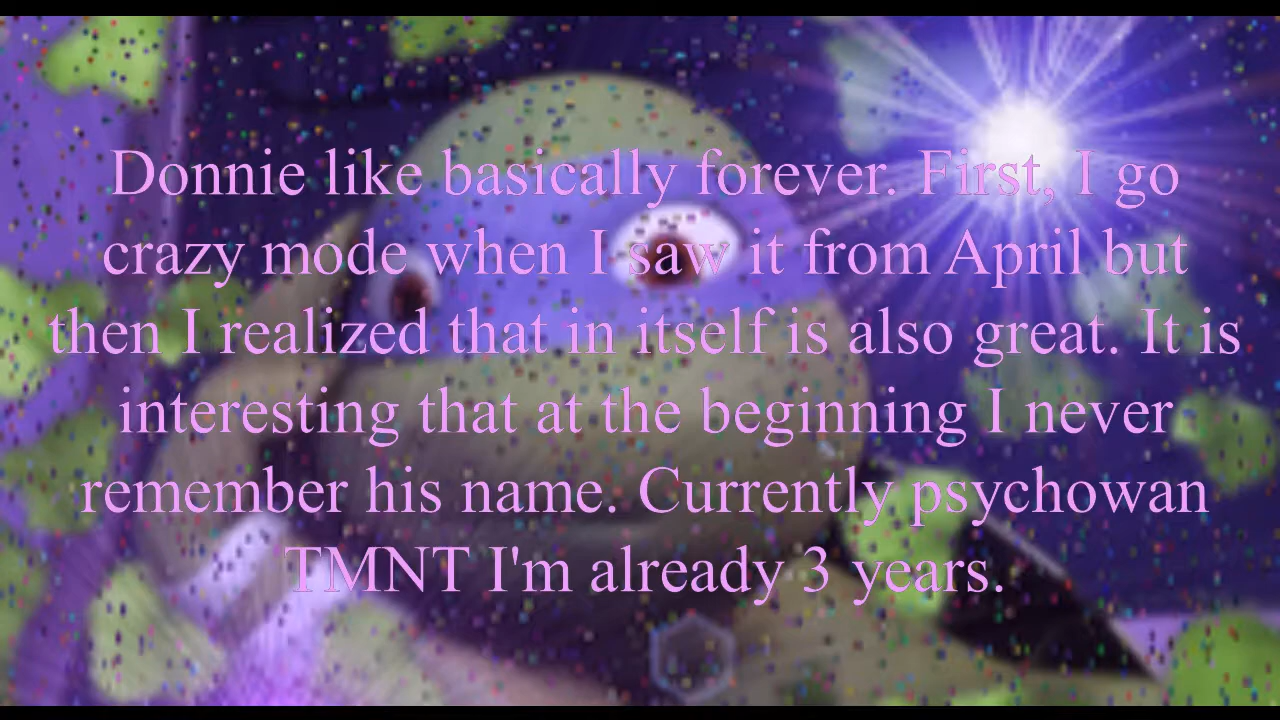 Donnie like basically forever. First, I go
crazy mode when I saw it from April but
then I realized that in itself is also great. It is
interesting that at the beginning I never
remember his name. Currently psychowan
TMNT I'm already 3 years.